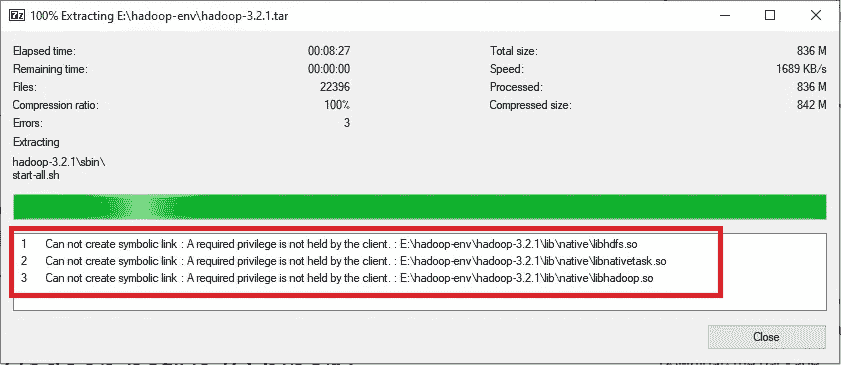 7z 100% Extracting E:\hadoop-env\hadoop-3.2.1.tar
Elapsed time: 00:08:27 Total size: 836 M
Remaining time: 00:00:00 Speed: 1689 KB/s
Files: 22396 Processed: 836 M
Compression ratio: 100% Compressed size: 842 M
Errors: 3
Extracting
hadoop-3.2.1\sbin\
start-all.sh
1 Can not create symbolic link : A required privilege is not held by the client. : E:\hadoop-env\hadoop-3.2.1\lib\native\libhdfs.so
2 Can not create symbolic link : A required privilege is not held by the client. : E:\hadoop-env\hadoop-3.2.1\lib\native\libnativetask.so
3 Can not create symbolic link : A required privilege is not held by the client. : E:\hadoop-env\hadoop-3.2.1\lib\native\libhadoop.so
Close